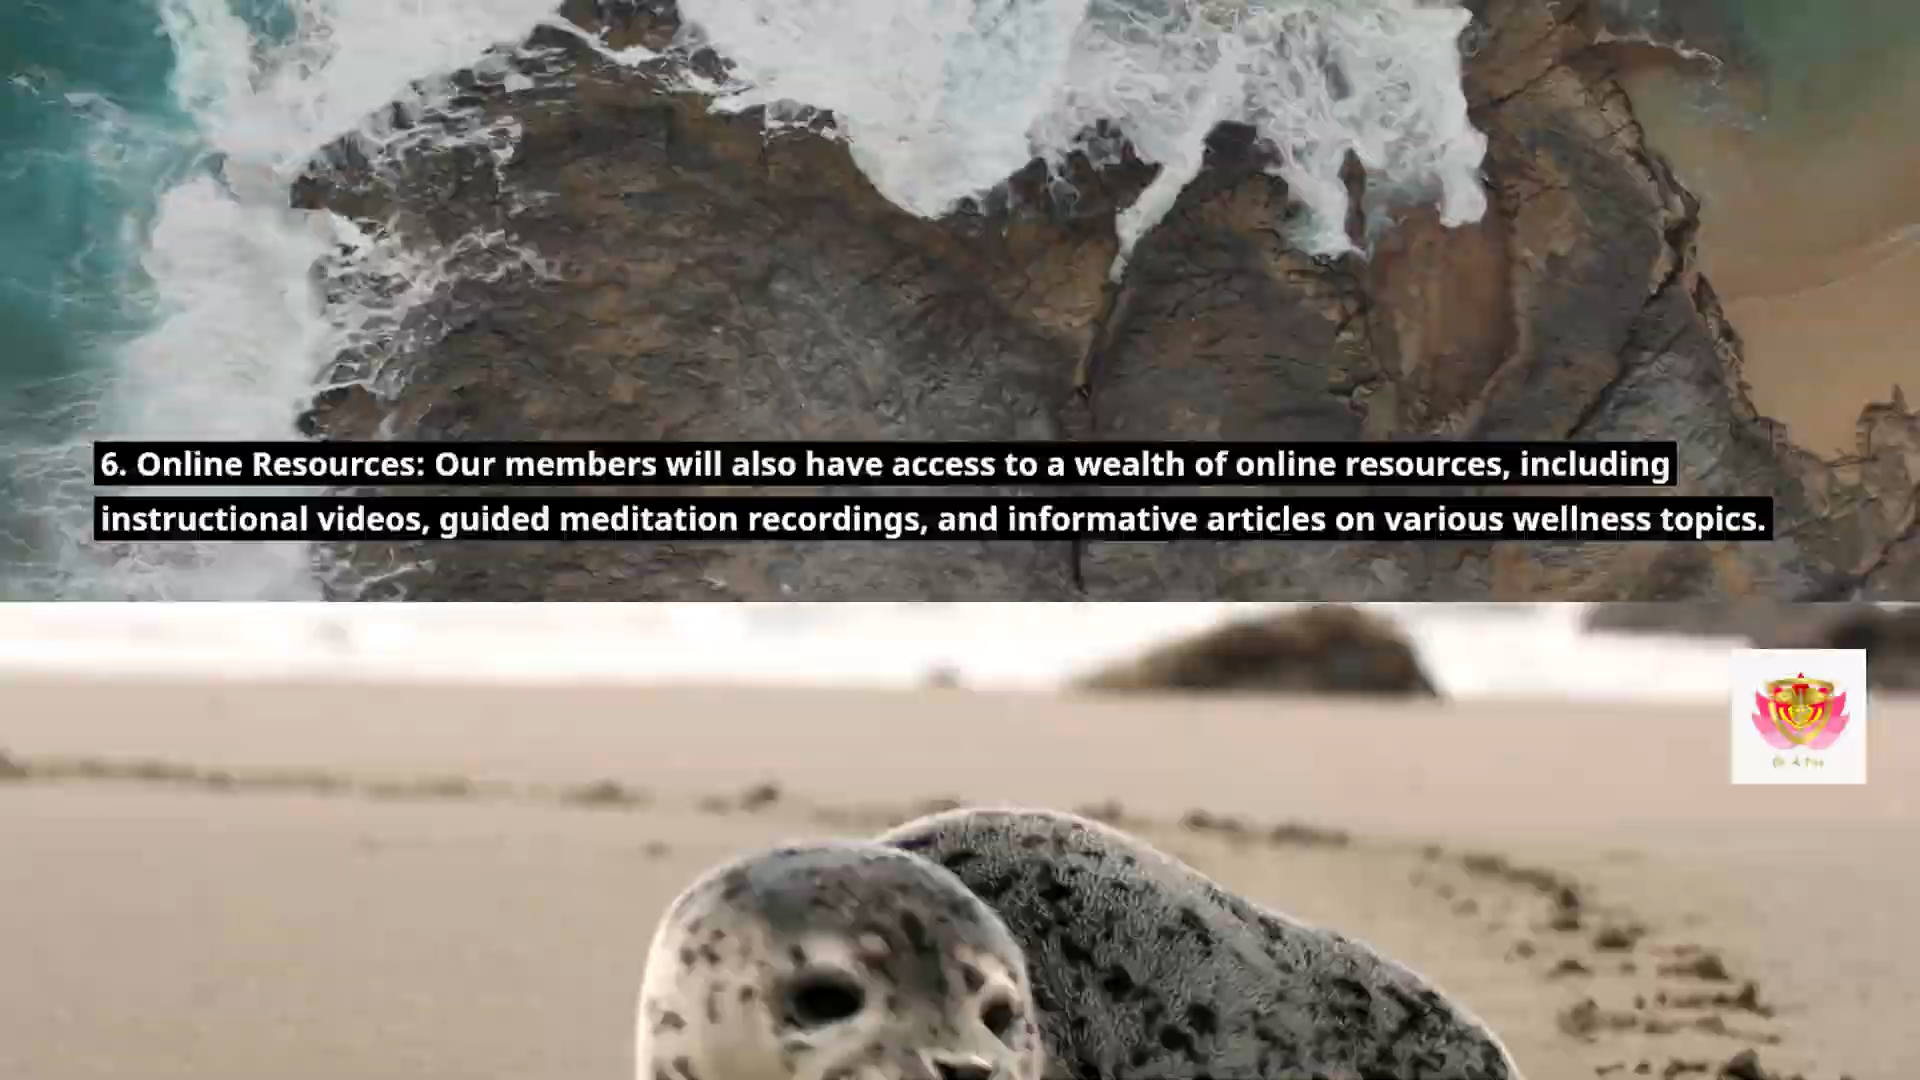 6. Online Resources: Our members will also have access to a wealth of online resources, including
instructional videos, guided meditation recordings, and informative articles on various wellness topics.